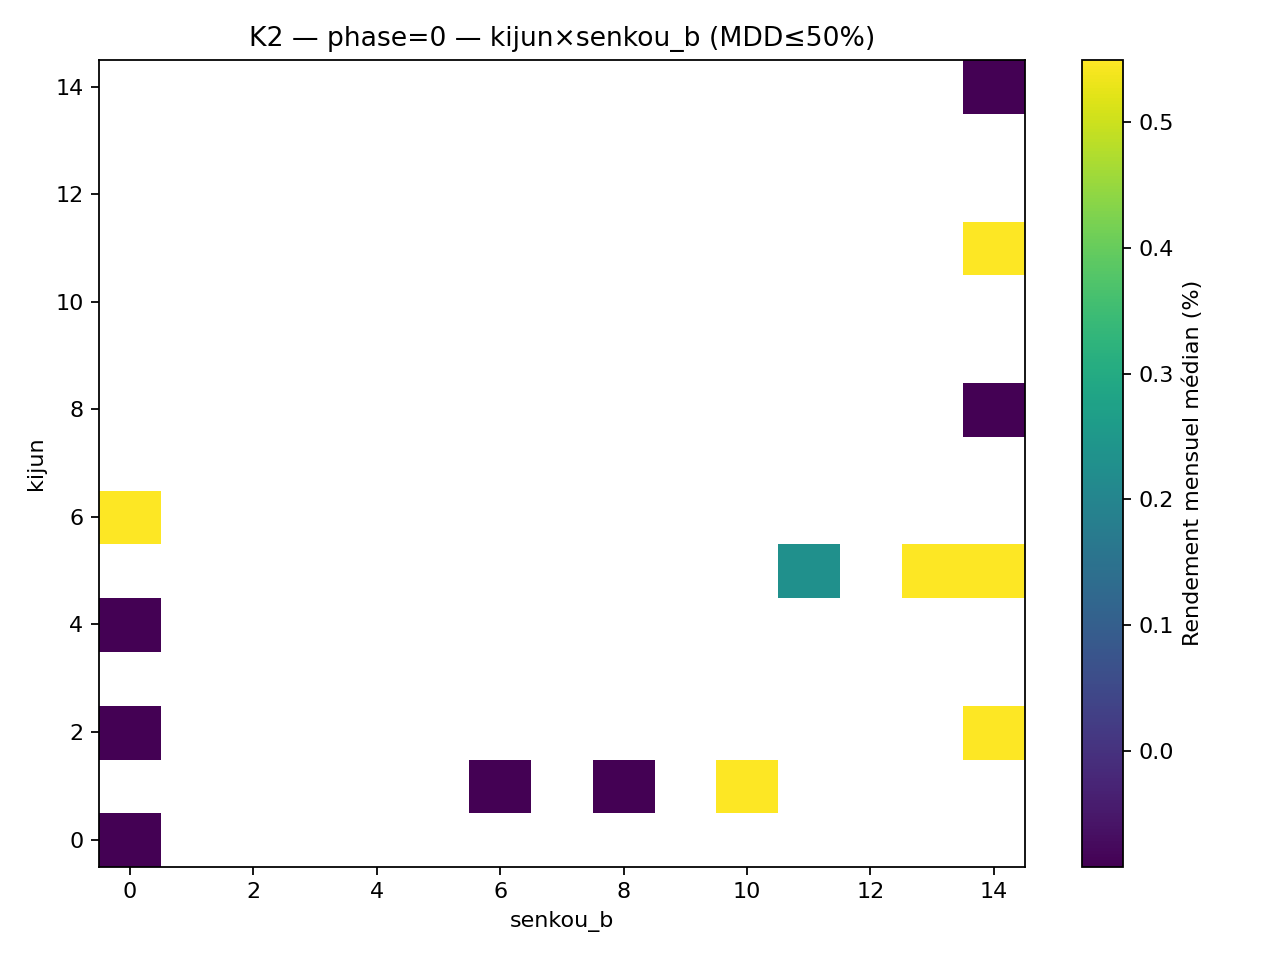 K2 — phase=0 — kijun×senkou_b (MDD≤50%)
14
12
10
8
6
4
2
0
kijun
0 2 4 6 8 10 12 14
senkou_b
0.5
0.4
0.3
0.2
0.1
0.0
Rendement mensuel médian (%)